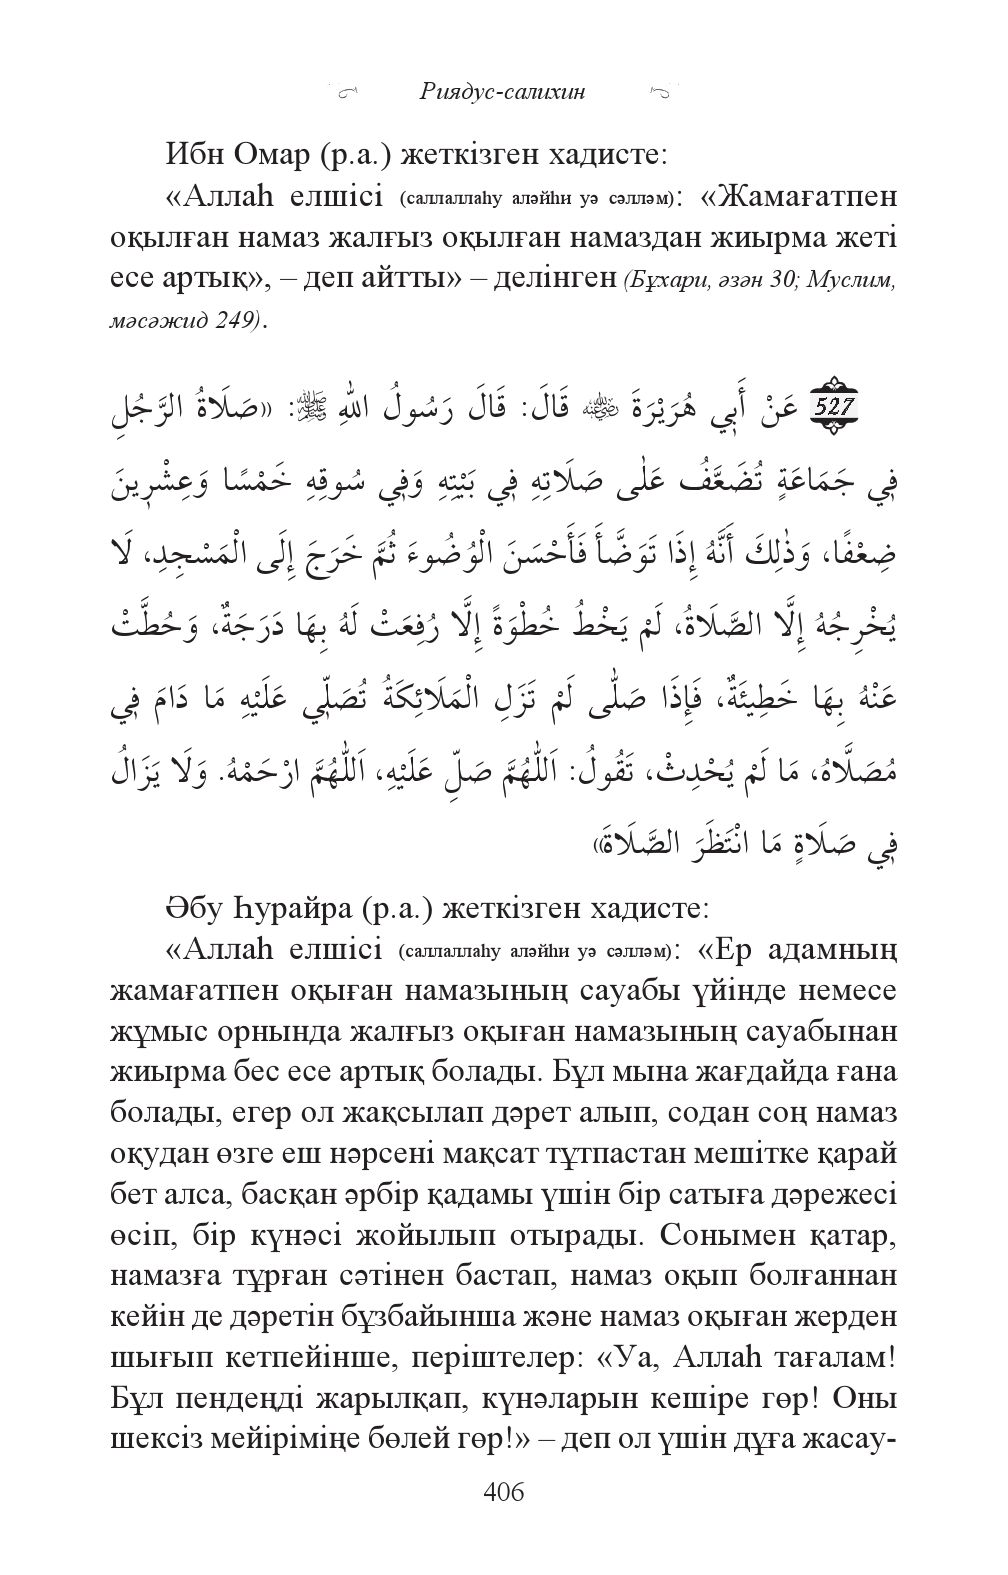 Риядус-салихин
Ибн Омар (р.а.) жеткізген хадисте:
«Аллаһ елшісі (саллаллаһу аләйһи уә сәлләм): «Жамағатпен
оқылған намаз жалғыз оқылған намаздан жиырма жеті
есе артық», – деп айтты» – делінген (Бұхари, әзән 30; Муслим,
мәсәжид 249).
527 عَنْ أَبِي هُرَيْرَةَ ﷛ قَالَ: قَالَ رَسُولُ اللّٰهِ ﷺ: «صَلَاةُ الرَّجُلِ
فِي جَمَاعَةٍ تُضَعَّفُ عَلٰى صَلَاتِهِ فِي بَيْتِهِ وَفِي سُوقِهِ خَمْسًا وَعِشْرِينَ
ضِعْفًا، وَذٰلِكَ أَنَّهُ إِذَا تَوَضَّأَ فَأَحْسَنَ الْوُضُوءَ ثُمَّ خَرَجَ إِلَى الْمَسْجِدِ، لَا
يُخْرِجُهُ إِلَّا الصَّلَاةُ، لَمْ يَخْطُ خُطْوَةً إِلَّا رُفِعَتْ لَهُ بِهَا دَرَجَةٌ، وَحُطَّتْ
عَنْهُ بِهَا خَطِيئَةٌ، فَإِذَا صَلّٰى لَمْ تَزَلِ الْمَلَائِكَةُ تُصَلِّي عَلَيْهِ مَا دَامَ فِي
مُصَلَّاهُ، مَا لَمْ يُحْدِثْ، تَقُولُ: اَللّٰهُمَّ صَلِّ عَلَيْهِ، اَللّٰهُمَّ ارْحَمْهُ. وَلَا يَزَالُ
فِي صَلَاةٍ مَا انْتَظَرَ الصَّلَاةَ»
Әбу Һурайра (р.а.) жеткізген хадисте:
«Аллаһ елшісі (саллаллаһу аләйһи уә сәлләм): «Ер адамның
жамағатпен оқыған намазының сауабы үйінде немесе
жұмыс орнында жалғыз оқыған намазының сауабынан
жиырма бес есе артық болады. Бұл мына жағдайда ғана
болады, егер ол жақсылап дәрет алып, содан соң намаз
оқудан өзге еш нәрсені мақсат тұтпастан мешітке қарай
бет алса, басқан әрбір қадамы үшін бір сатыға дәрежесі
өсіп, бір күнәсі жойылып отырады. Сонымен қатар,
намазға тұрған сәтінен бастап, намаз оқып болғаннан
кейін де дәретін бұзбайынша және намаз оқыған жерден
шығып кетпейінше, періштелер: «Уа, Аллаһ тағалам!
Бұл пендеңді жарылқап, күнәларын кешіре гөр! Оны
шексіз мейіріміңе бөлей гөр!» – деп ол үшін дұға жасау-
406